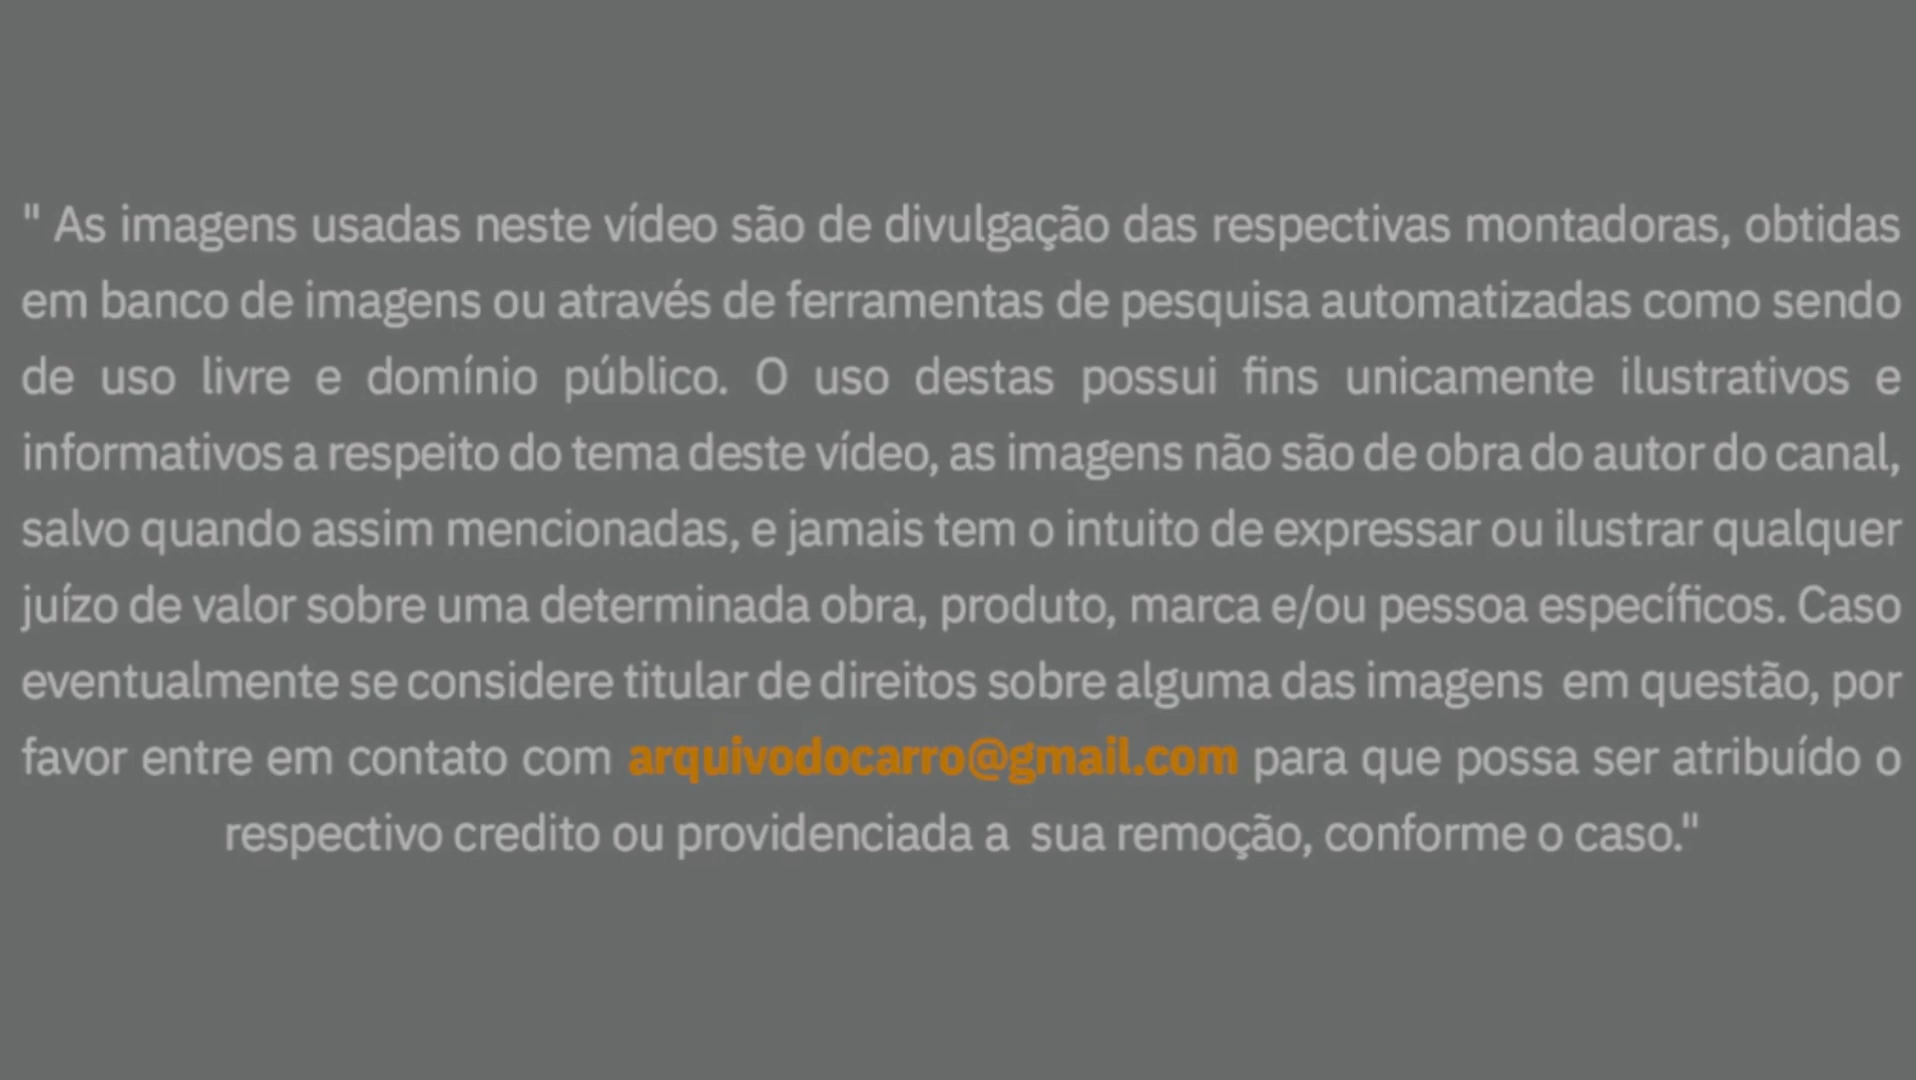 " As imagens usadas neste vídeo são de divulgação das respectivas montadoras, obtidas
em banco de imagens ou através de ferramentas de pesquisa automatizadas como sendo
de uso livre e domínio público. O uso destas possui fins unicamente ilustrativos e
informativos a respeito do tema deste vídeo, as imagens não são de obra do autor do canal,
salvo quando assim mencionadas, e jamais tem o intuito de expressar ou ilustrar qualquer
juízo de valor sobre uma determinada obra, produto, marca e/ou pessoa específicos. Caso
eventualmente se considere titular de direitos sobre alguma das imagens em questão, por
favor entre em contato com arquivodocarro@gmail.com para que possa ser atribuído o
respectivo credito ou providenciada a sua remoção, conforme o caso."